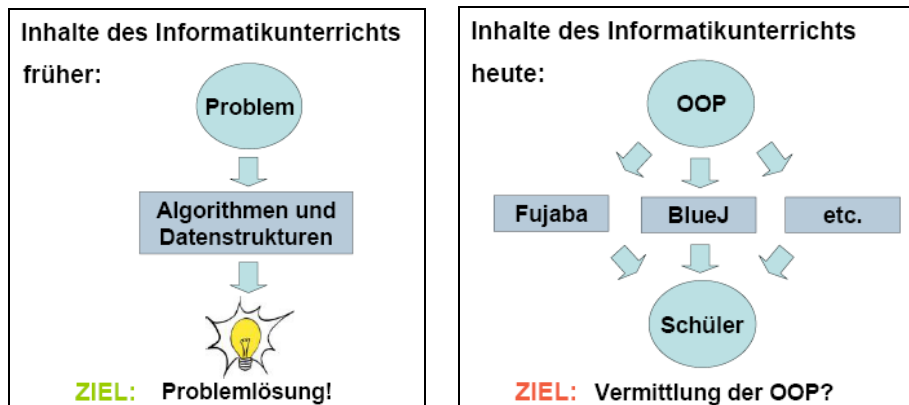 Inhalte des Informatikunterrichts
früher:
Problem
Algorithmen und
Datenstrukturen
ZIEL: Problemlösung!
Inhalte des Informatikunterrichts
heute:
OOP
Fujaba BlueJ etc.
Schüler
ZIEL: Vermittlung der OOP?